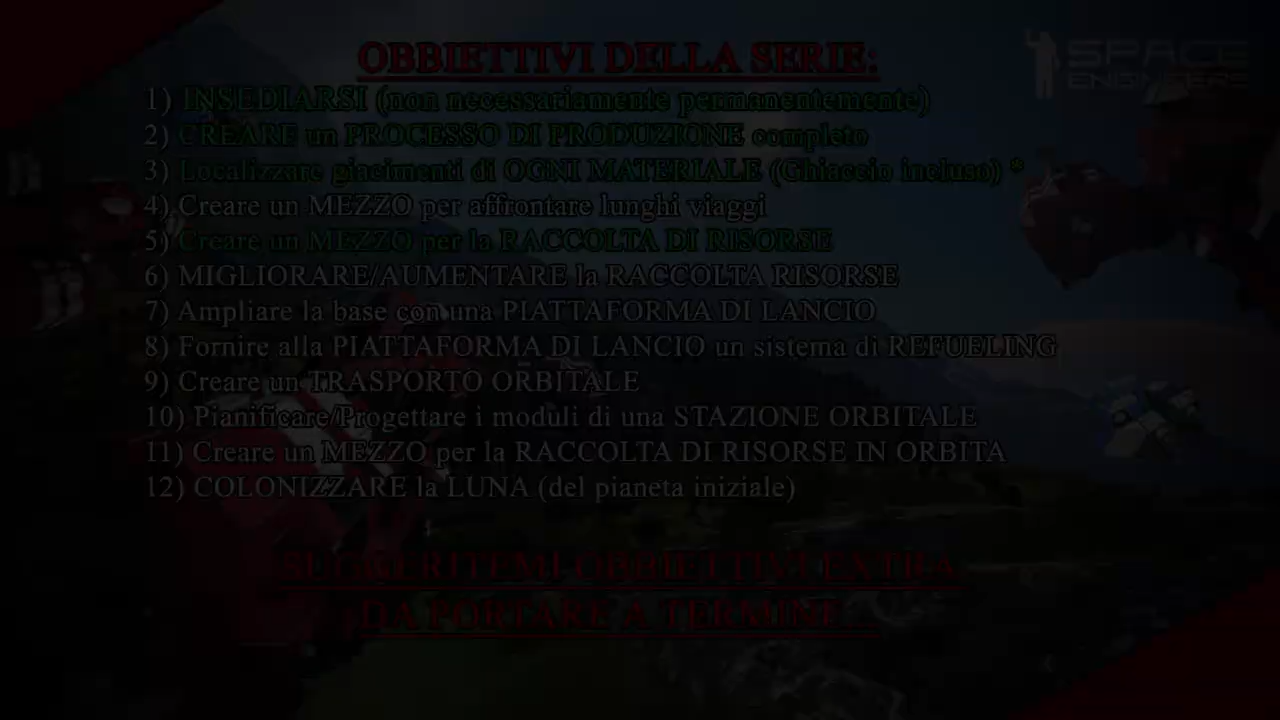 OBBIETTIVI DELLA SERIE:
SPACE
ENGINEERS
1) INSEDIARSI (non necessariamente permanentemente)
2) CREARE un PROCESSO DI PRODUZIONE completo
3) Localizzare giacimenti di OGNI MATERIALE (Ghiaccio incluso) *
4) Creare un MEZZO per affrontare lunghi viaggi
5) Creare un MEZZO per la RACCOLTA DI RISORSE
6) MIGLIORARE/AUMENTARE la RACCOLTA RISORSE
7) Ampliare la base con una PIATTAFORMA DI LANCIO
8) Fornire alla PIATTAFORMA DI LANCIO un sistema di REFUELING
9) Creare un TRASPORTO ORBITALE
10) Pianificare/Progettare i moduli di una STAZIONE ORBITALE
11) Creare un MEZZO per la RACCOLTA DI RISORSE IN ORBITA
12) COLONIZZARE la LUNA (del pianeta iniziale)
SUGGERITEMI OBBIETTIVI EXTRA
DA PORTARE A TERMINE...